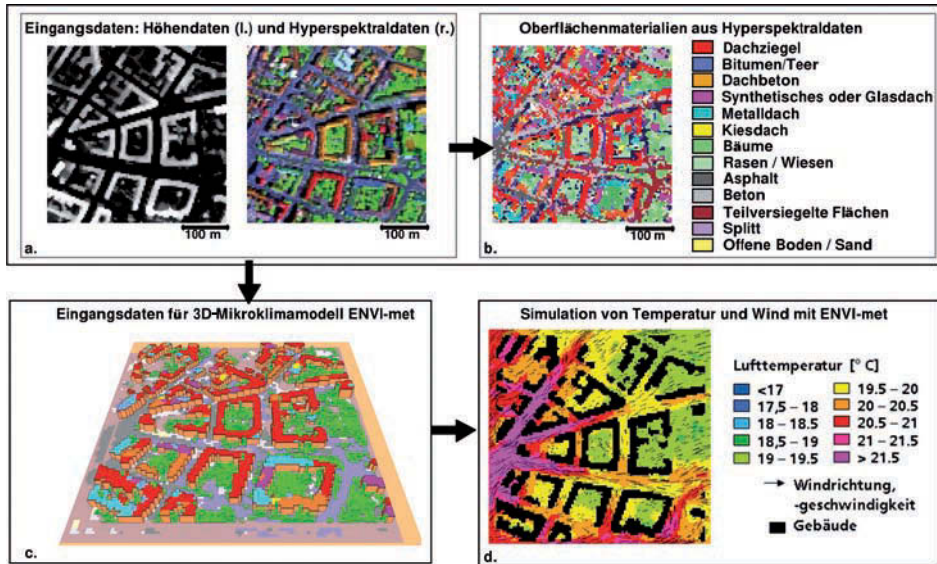 Eingangsdaten: Höhendaten (l.) und Hyperspektraldaten (r.)
100 m
100 m
a.
Oberflächenmaterialien aus Hyperspektraldaten
Dachziegel
Bitumen/Teer
Dachbeton
Synthetisches oder Glasdach
Metalldach
Kiesdach
Bäume
Rasen / Wiesen
Asphalt
Beton
Teilversiegelte Flächen
Splitt
Offene Boden / Sand
100 m
b.
Eingangsdaten für 3D-Mikroklimamodell ENVI-met
c.
Simulation von Temperatur und Wind mit ENVI-met
Lufttemperatur [° C]
<17
17,5 – 18
18 – 18.5
18,5 – 19
19 – 19.5
19.5 – 20
20 – 20.5
20.5 – 21
21 – 21.5
> 21.5
Windrichtung,
-geschwindigkeit
Gebäude
d.